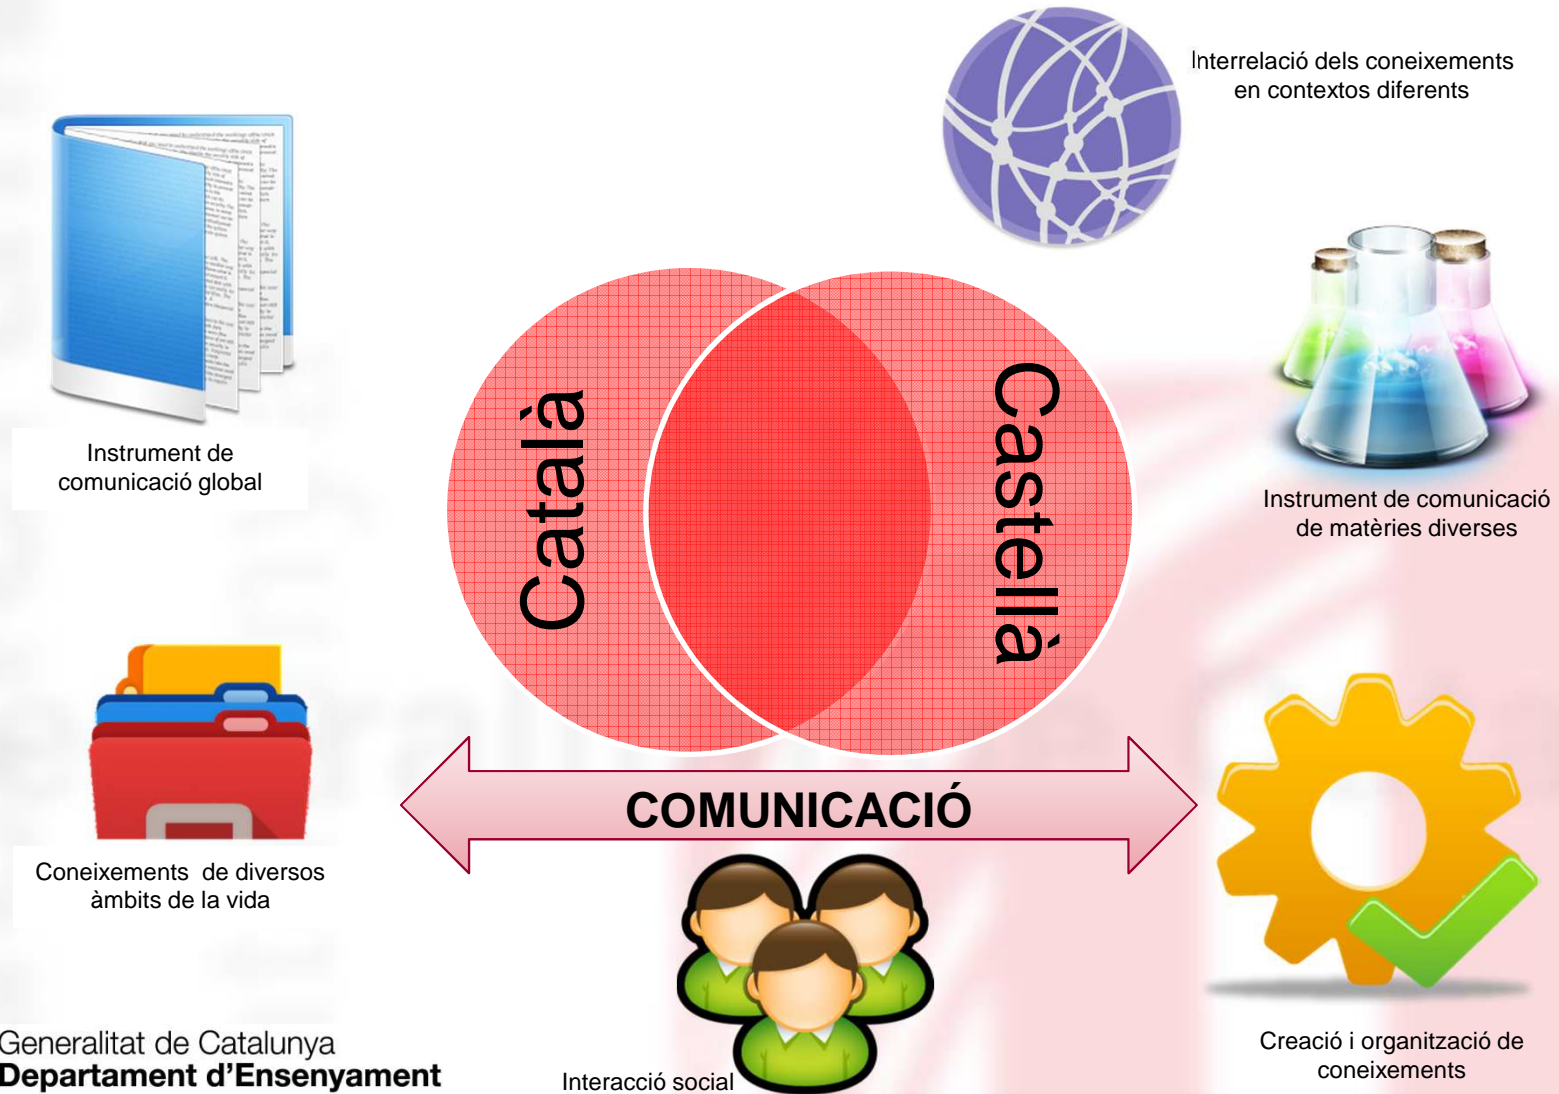 Interrelació dels coneixements
en contextos diferents
Instrument de
comunicació global
Català
Castellà
Instrument de comunicació
de matèries diverses
COMUNICACIÓ
Coneixements de diversos
àmbits de la vida
Interacció social
Creació i organització de
coneixements
Generalitat de Catalunya
Departament d'Ensenyament